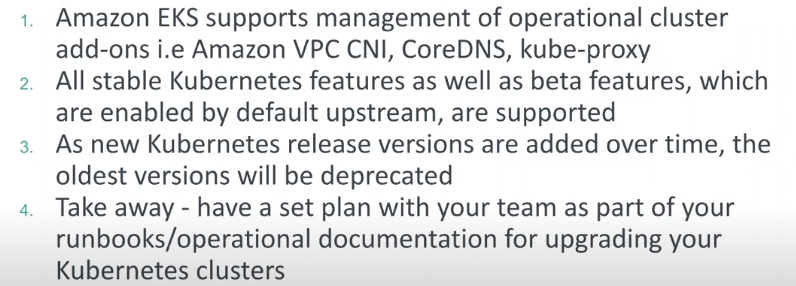 1. Amazon EKS supports management of operational cluster
add-ons i.e Amazon VPC CNI, CoreDNS, kube-proxy
2. All stable Kubernetes features as well as beta features, which
are enabled by default upstream, are supported
3. As new Kubernetes release versions are added over time, the
oldest versions will be deprecated
4. Take away - have a set plan with your team as part of your
runbooks/operational documentation for upgrading your
Kubernetes clusters